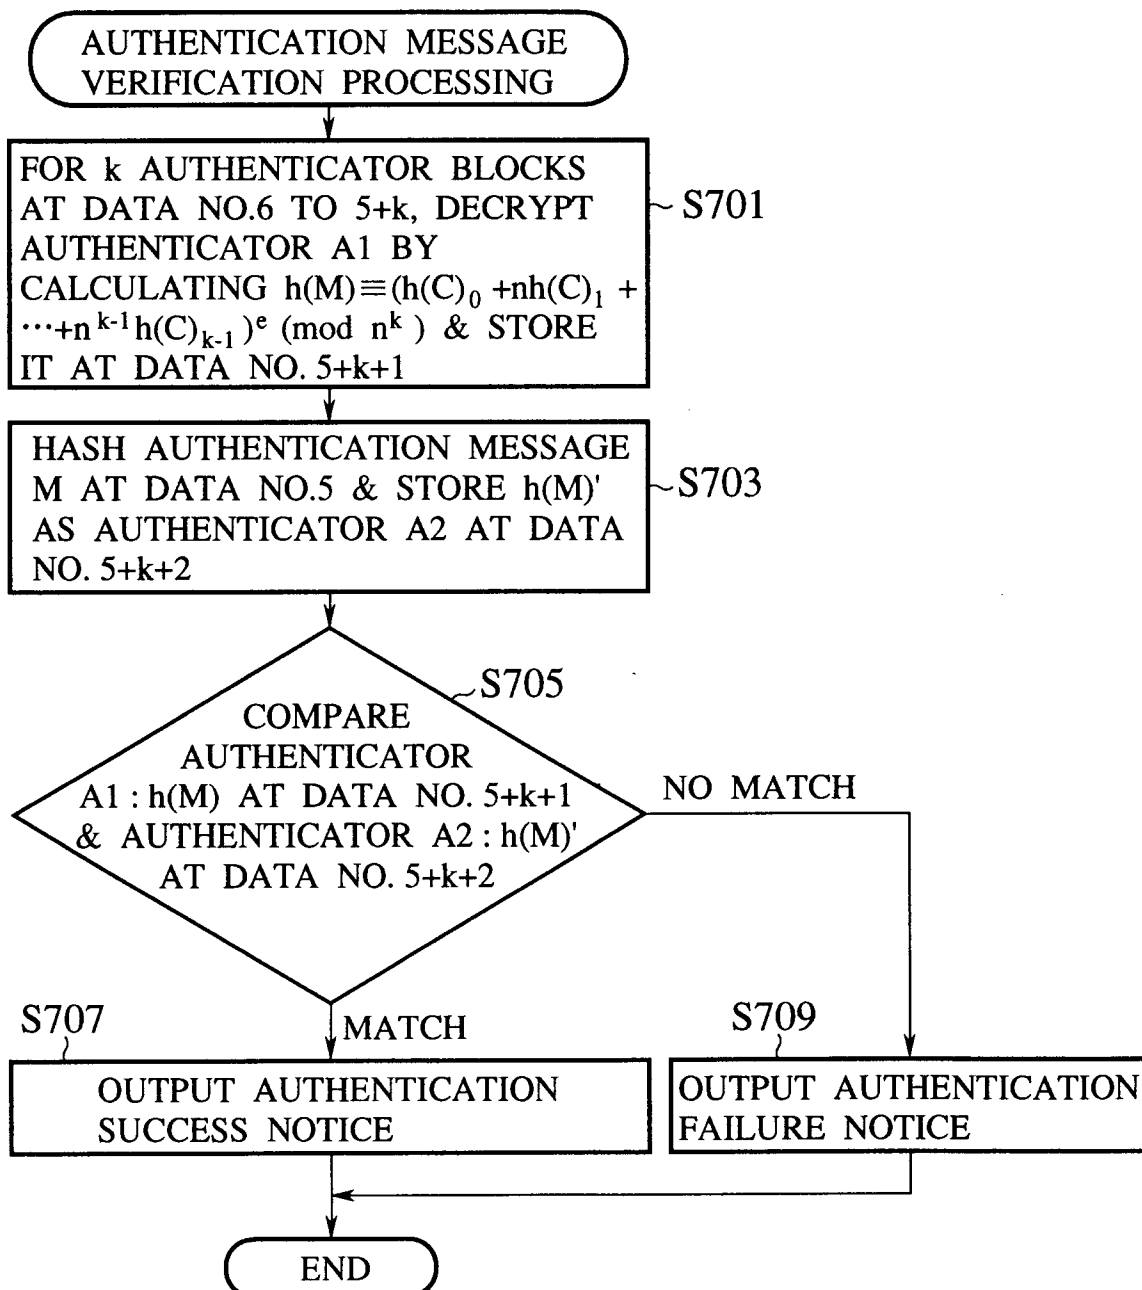 AUTHENTICATION MESSAGE
VERIFICATION PROCESSING
FOR k AUTHENTICATOR BLOCKS
AT DATA NO.6 TO 5+k, DECRYPT
AUTHENTICATOR A1 BY
CALCULATING h(M)≡(h(C)₀ +nh(C)₁ +
⋯+nᵏ⁻¹h(C)ₖ₋₁)ᵉ (mod nᵏ ) & STORE
IT AT DATA NO. 5+k+1
S701
HASH AUTHENTICATION MESSAGE
M AT DATA NO.5 & STORE h(M)'
AS AUTHENTICATOR A2 AT DATA
NO. 5+k+2
S703
S705
COMPARE
AUTHENTICATOR
A1 : h(M) AT DATA NO. 5+k+1
& AUTHENTICATOR A2 : h(M)'
AT DATA NO. 5+k+2
NO MATCH
MATCH
S707
OUTPUT AUTHENTICATION
SUCCESS NOTICE
S709
OUTPUT AUTHENTICATION
FAILURE NOTICE
END